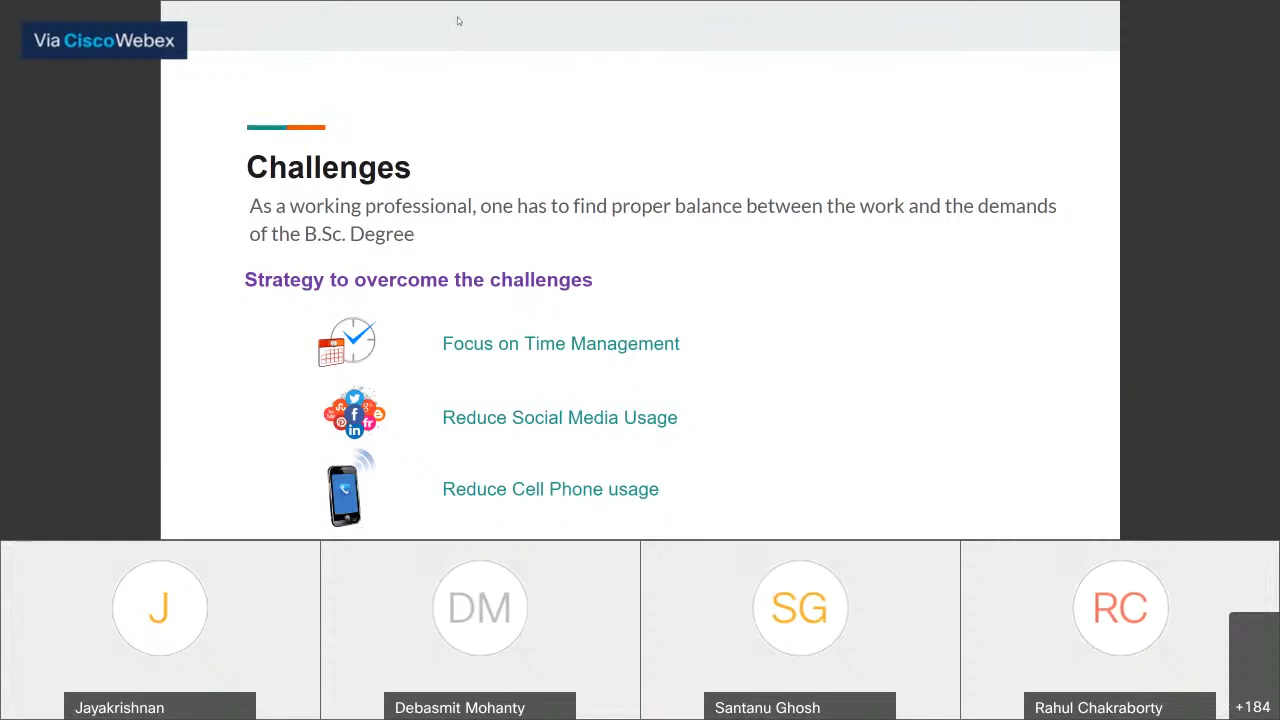 Via CiscoWebex
Challenges
As a working professional, one has to find proper balance between the work and the demands
of the B.Sc. Degree
Strategy to overcome the challenges
Focus on Time Management
Reduce Social Media Usage
Reduce Cell Phone usage
J
DM
SG
RC
Jayakrishnan
Debasmit Mohanty
Santanu Ghosh
Rahul Chakraborty
+184